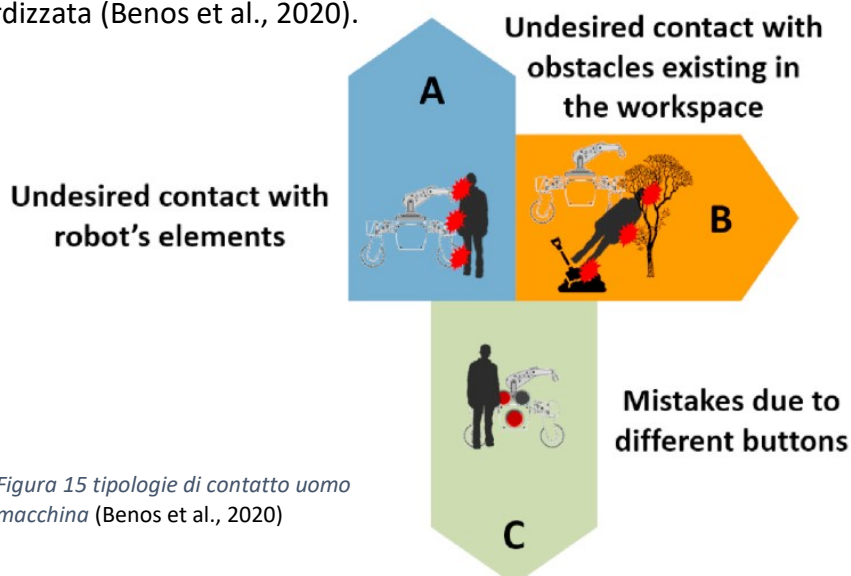 rdizzata (Benos et al., 2020).
Undesired contact with
obstacles existing in
the workspace
A
Undesired contact with
robot's elements
B
Mistakes due to
different buttons
Figura 15 tipologie di contatto uomo
macchina (Benos et al., 2020)
C